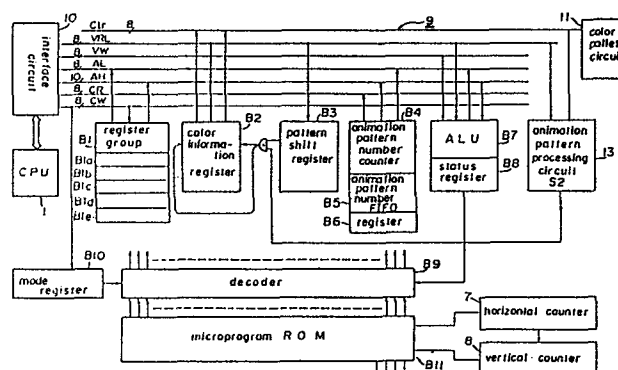 10
interface circuit
CPU
1
Clr 8
VRL 8
VW 8
AL 8
AH 10
CR 8
CW 8
9
11
color pallet circuit
B1
register group
B1a
B1b
B1c
B1d
B1e
B2
color information register
B3
pattern shift register
B4
animation pattern number counter
B5
animation pattern number FIFO
B6
register
ALU
B7
status register
B8
animation pattern processing circuit S2
13
B10
mode register
decoder
B9
microprogram ROM
B11
7
horizontal counter
8
vertical counter